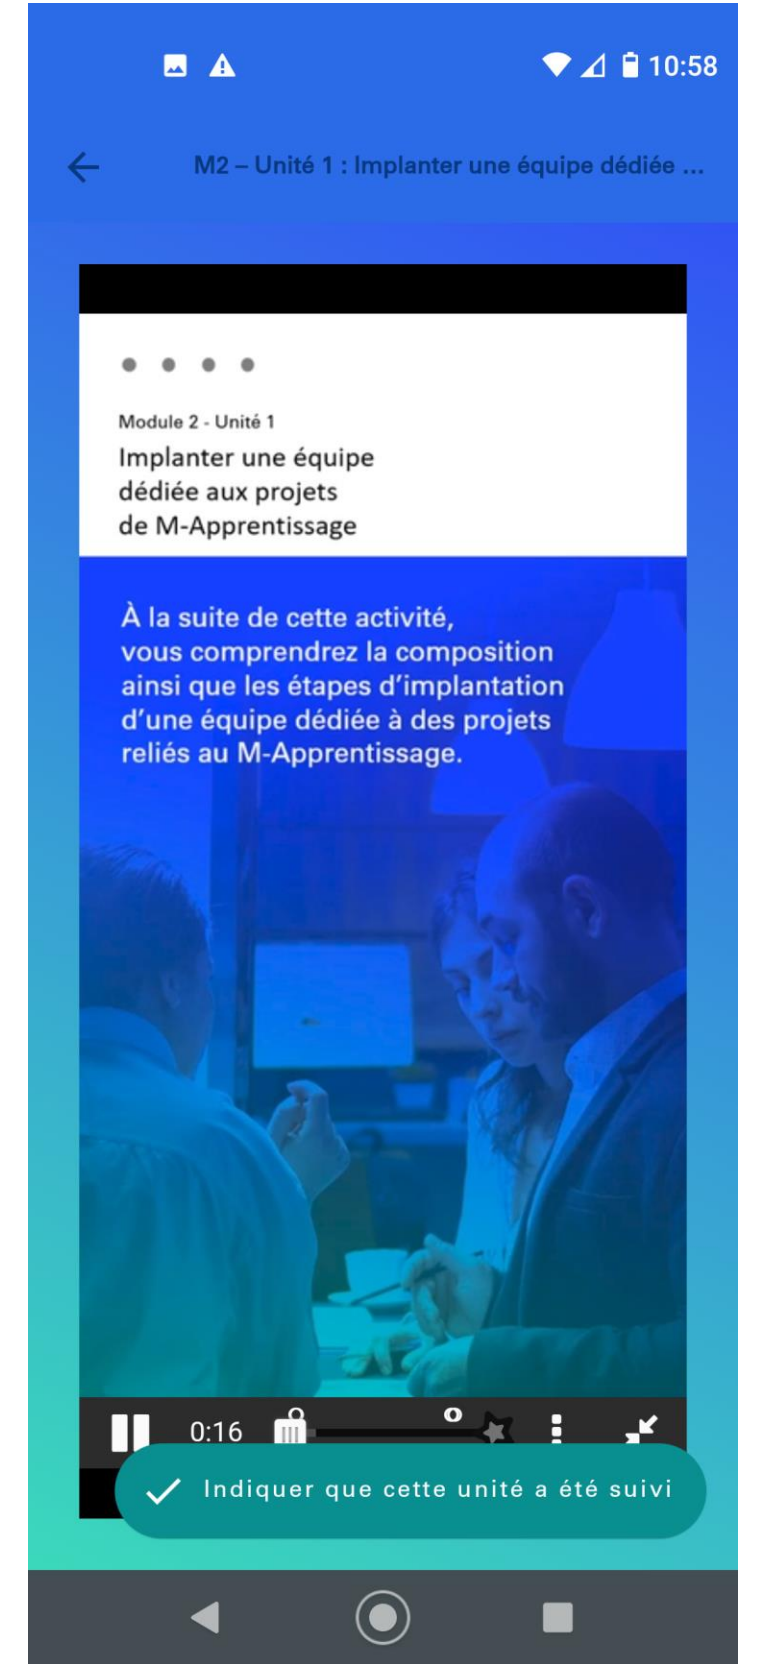 10:58
M2 – Unité 1 : Implanter une équipe dédiée ...
Module 2 - Unité 1
Implanter une équipe
dédiée aux projets
de M-Apprentissage
À la suite de cette activité,
vous comprendrez la composition
ainsi que les étapes d'implantation
d'une équipe dédiée à des projets
reliés au M-Apprentissage.
0:16
Indiquer que cette unité a été suivi